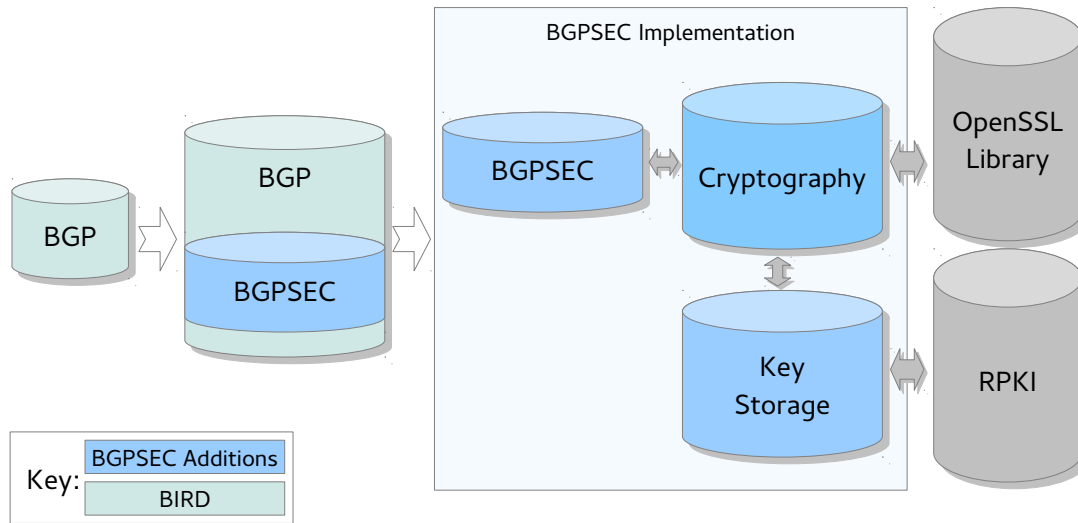 BGPSEC Implementation
BGP
BGP
BGPSEC
BGPSEC
Cryptography
OpenSSL
Library
Key
Storage
RPKI
Key:
BGPSEC Additions
BIRD